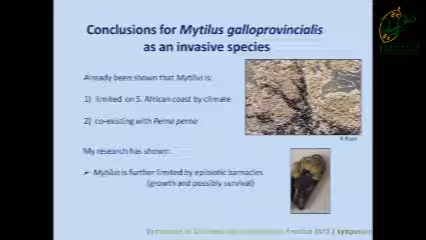 Conclusions for Mytilus galloprovincialis
as an invasive species
Already been shown that Mytilus is:
1) limited on S. African coast by climate
2) co-existing with Perna perna
My research has shown:
➢ Mytilus is further limited by epibiotic barnacles
(growth and possibly survival)